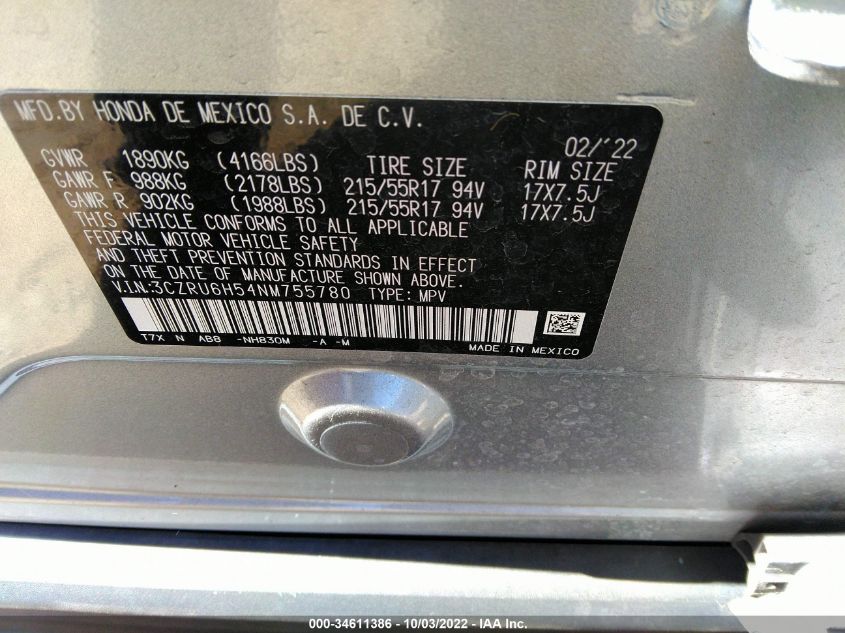 MFD.BY HONDA DE MEXICO S.A. DE C.V.
02/'22
GVWR 1890KG (4166LBS) TIRE SIZE RIM SIZE
GAWR F 988KG (2178LBS) 215/55R17 94V 17X7.5J
GAWR R 902KG (1988LBS) 215/55R17 94V 17X7.5J
THIS VEHICLE CONFORMS TO ALL APPLICABLE
FEDERAL MOTOR VEHICLE SAFETY
AND THEFT PREVENTION STANDARDS IN EFFECT
ON THE DATE OF MANUFACTURE SHOWN ABOVE.
V.I.N:3CZRU6H54NM755780 TYPE: MPV
T7X N AB8 -NH830M -A -M
MADE IN MEXICO
000-34611386 - 10/03/2022 - IAA Inc.